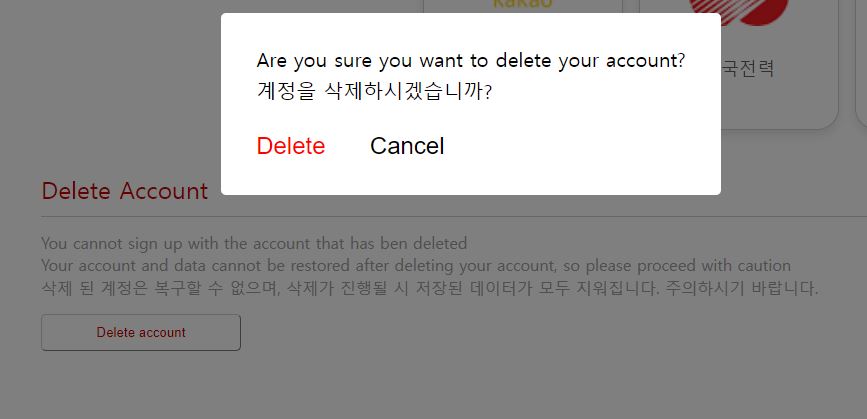 kakao
Are you sure you want to delete your account?
계정을 삭제하시겠습니까?
국전력
Delete Cancel
Delete Account
You cannot sign up with the account that has ben deleted
Your account and data cannot be restored after deleting your account, so please proceed with caution
삭제 된 계정은 복구할 수 없으며, 삭제가 진행될 시 저장된 데이터가 모두 지워집니다. 주의하시기 바랍니다.
Delete account